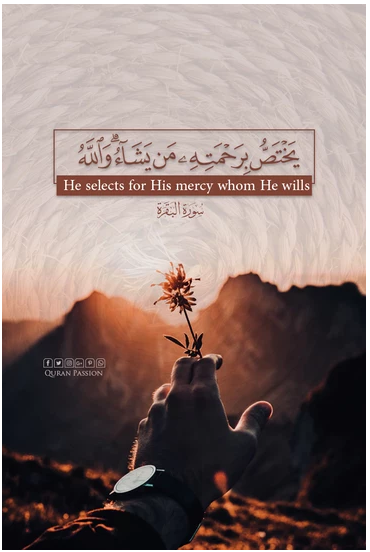 يَخْتَصُّ بِرَحْمَتِهِۦ مَن يَشَآءُ ۗ وَٱللَّهُ
He selects for His mercy whom He wills
سُورَةُ البَقَرَة
QURAN PASSION